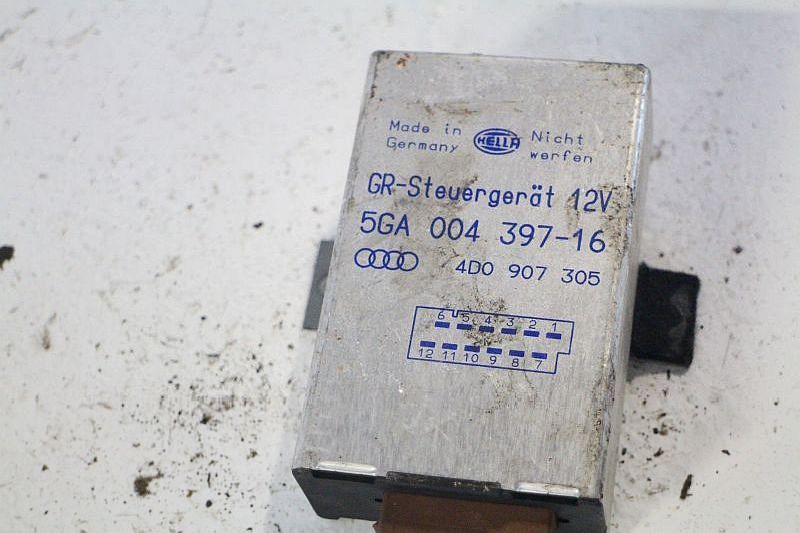 Made in HELLA Nicht
Germany werfen
GR-Steuergerät 12V
5GA 004 397-16
4D0 907 305
6 5 4 3 2 1
12 11 10 9 8 7